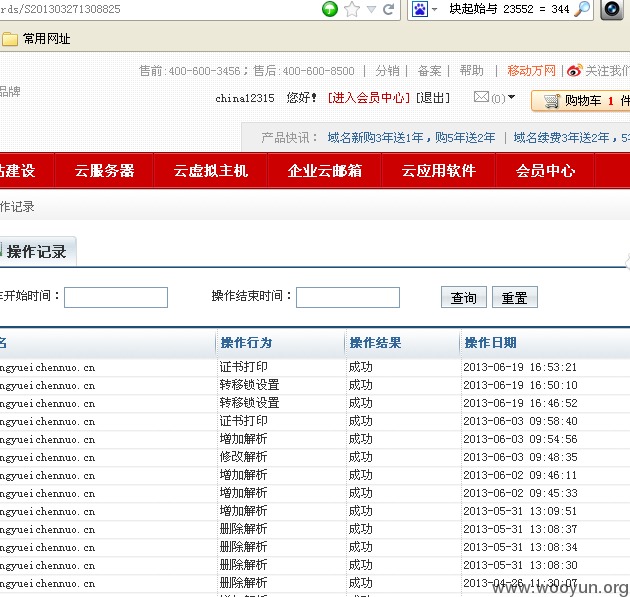 rds/S201303271308825 块起始与 23552 = 344
常用网址
售前:400-600-3456；售后:400-600-8500 | 分销 | 备案 | 帮助 | 移动万网 | 关注我们
品牌
china12315 您好! [进入会员中心] [退出] (0) 购物车 1 件
产品快讯： 域名新购3年送1年，购5年送2年 | 域名续费3年送2年，5
站建设 云服务器 云虚拟主机 企业云邮箱 云应用软件 会员中心
作记录
操作记录
作开始时间： 操作结束时间： 查询 重置
名 操作行为 操作结果 操作日期
ngyueichennuo.cn 证书打印 成功 2013-06-19 16:53:21
ngyueichennuo.cn 转移锁设置 成功 2013-06-19 16:50:10
ngyueichennuo.cn 转移锁设置 成功 2013-06-19 16:46:52
ngyueichennuo.cn 证书打印 成功 2013-06-03 09:58:40
ngyueichennuo.cn 增加解析 成功 2013-06-03 09:54:56
ngyueichennuo.cn 修改解析 成功 2013-06-03 09:48:35
ngyueichennuo.cn 增加解析 成功 2013-06-02 09:46:11
ngyueichennuo.cn 增加解析 成功 2013-06-02 09:45:33
ngyueichennuo.cn 增加解析 成功 2013-05-31 13:09:51
ngyueichennuo.cn 删除解析 成功 2013-05-31 13:08:37
ngyueichennuo.cn 删除解析 成功 2013-05-31 13:08:34
ngyueichennuo.cn 删除解析 成功 2013-05-31 13:08:30
ngyueichennuo.cn 删除解析 成功 2013-04-26 11:30:07
www.wooyun.org